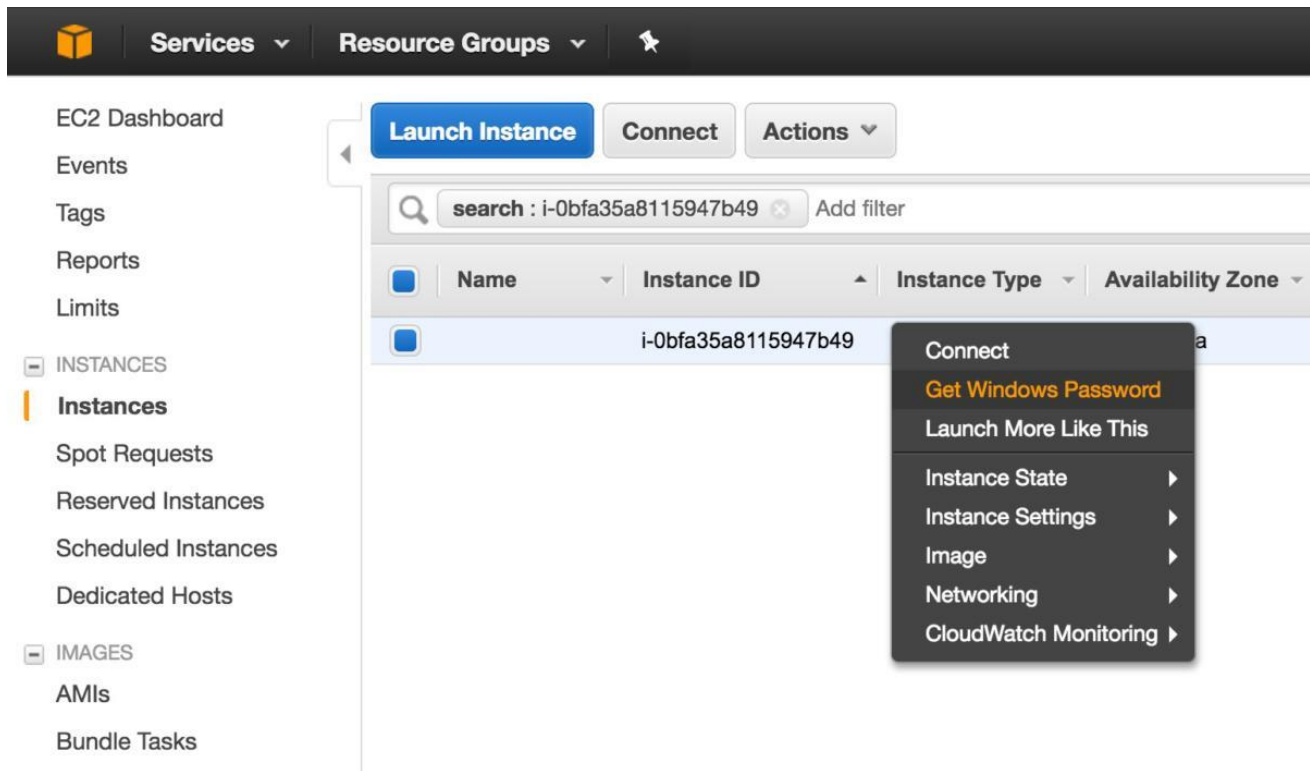 Services Resource Groups
EC2 Dashboard
Events
Tags
Reports
Limits
INSTANCES
Instances
Spot Requests
Reserved Instances
Scheduled Instances
Dedicated Hosts
IMAGES
AMIs
Bundle Tasks
Launch Instance Connect Actions
search : i-0bfa35a8115947b49 Add filter
Name Instance ID Instance Type Availability Zone
i-0bfa35a8115947b49 a
Connect
Get Windows Password
Launch More Like This
Instance State
Instance Settings
Image
Networking
CloudWatch Monitoring